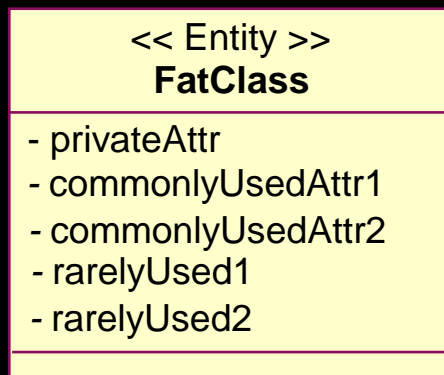 << Entity >>
FatClass
- privateAttr
- commonlyUsedAttr1
- commonlyUsedAttr2
- rarelyUsed1
- rarelyUsed2